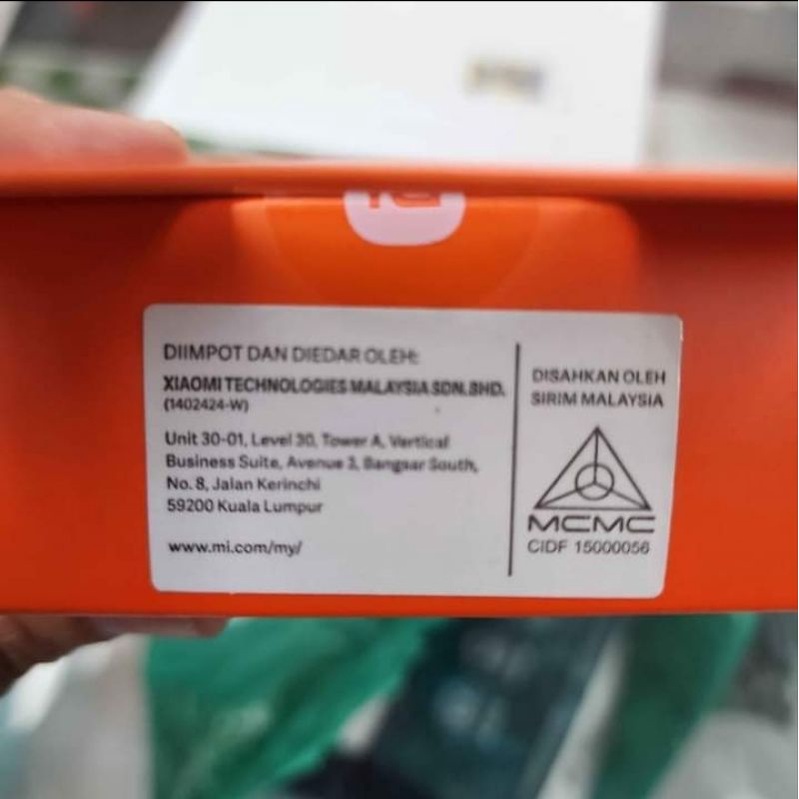 DIIMPOT DAN DIEDAR OLEH:
XIAOMI TECHNOLOGIES MALAYSIA SDN. BHD.
(1402424-W)
Unit 30-01, Level 30, Tower A, Vertical
Business Suite, Avenue 3, Bangsar South,
No. 8, Jalan Kerinchi
59200 Kuala Lumpur
www.mi.com/my/
DISAHKAN OLEH
SIRIM MALAYSIA
MCMC
CIDF 15000056